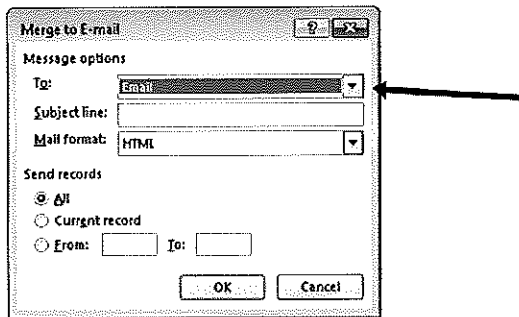 Merge to E-mail
Message options
To: Email
Subject line:
Mail format: HTML
Send records
All
Current record
From: To:
OK Cancel